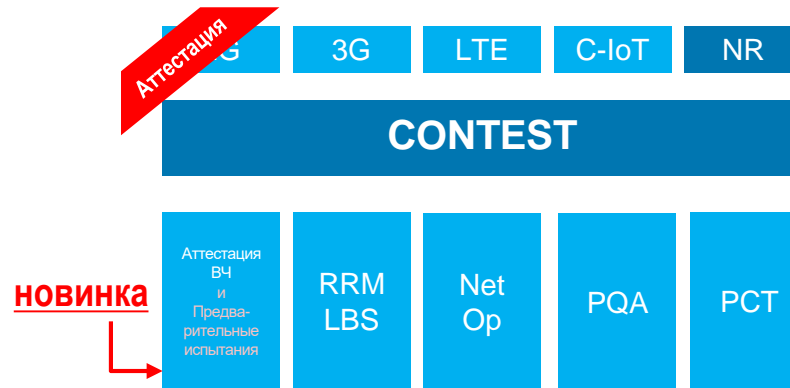 Аттестация
G
3G
LTE
C-IoT
NR
CONTEST
Аттестация
ВЧ
и
Предва-
рительные
испытания
RRM
LBS
Net
Op
PQA
PCT
новинка